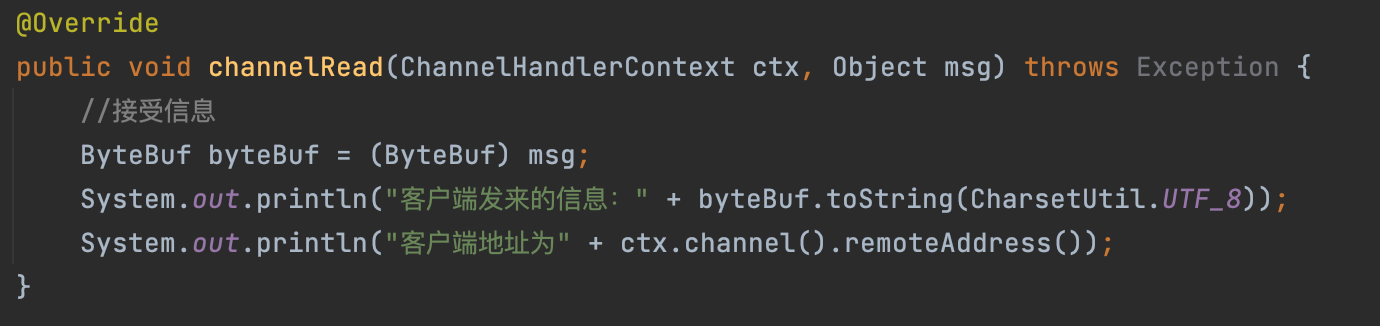 @Override
public void channelRead(ChannelHandlerContext ctx, Object msg) throws Exception {
//接受信息
ByteBuf byteBuf = (ByteBuf) msg;
System.out.println("客户端发来的信息：" + byteBuf.toString(CharsetUtil.UTF_8));
System.out.println("客户端地址为" + ctx.channel().remoteAddress());
}